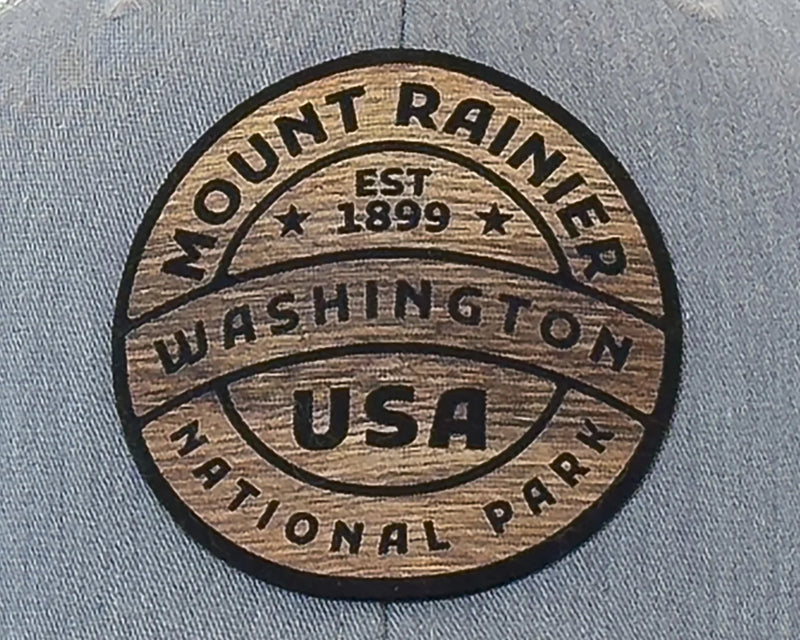 MOUNT RAINIER
EST
1899
WASHINGTON
USA
NATIONAL PARK